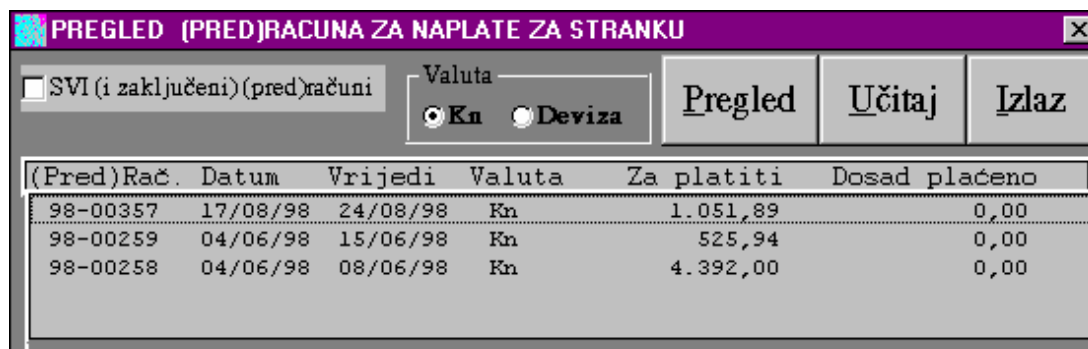 PREGLED (PRED)RACUNA ZA NAPLATE ZA STRANKU
SVI (i zaključeni) (pred)računi
Valuta
Kn Deviza
Pregled Učitaj Izlaz
(Pred)Rač. Datum Vrijedi Valuta Za platiti Dosad plaćeno
98-00357 17/08/98 24/08/98 Kn 1.051,89 0,00
98-00259 04/06/98 15/06/98 Kn 525,94 0,00
98-00258 04/06/98 08/06/98 Kn 4.392,00 0,00